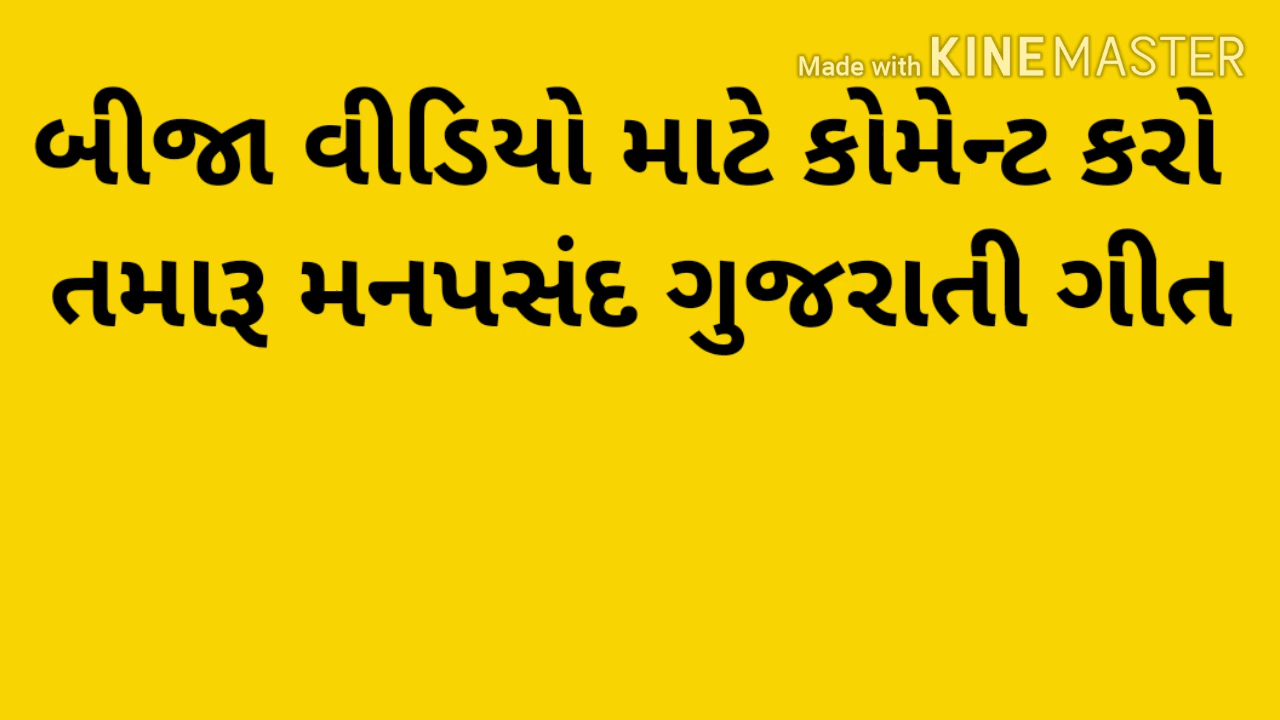 Made with KINEMASTER
બીજા વીડિયો માટે કોમેન્ટ કરો
તમારૂ મનપસંદ ગુજરાતી ગીત